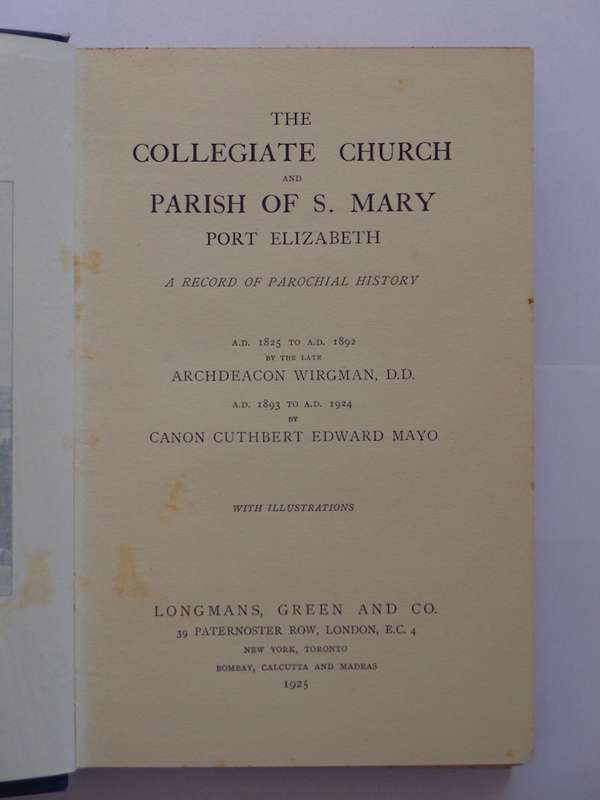 THE
COLLEGIATE CHURCH
AND
PARISH OF S. MARY
PORT ELIZABETH
A RECORD OF PAROCHIAL HISTORY
A.D. 1825 TO A.D. 1892
BY THE LATE
ARCHDEACON WIRGMAN, D.D.
A.D. 1893 TO A.D. 1924
BY
CANON CUTHBERT EDWARD MAYO
WITH ILLUSTRATIONS
LONGMANS, GREEN AND CO.
39 PATERNOSTER ROW, LONDON, E.C. 4
NEW YORK, TORONTO
BOMBAY, CALCUTTA AND MADRAS
1925